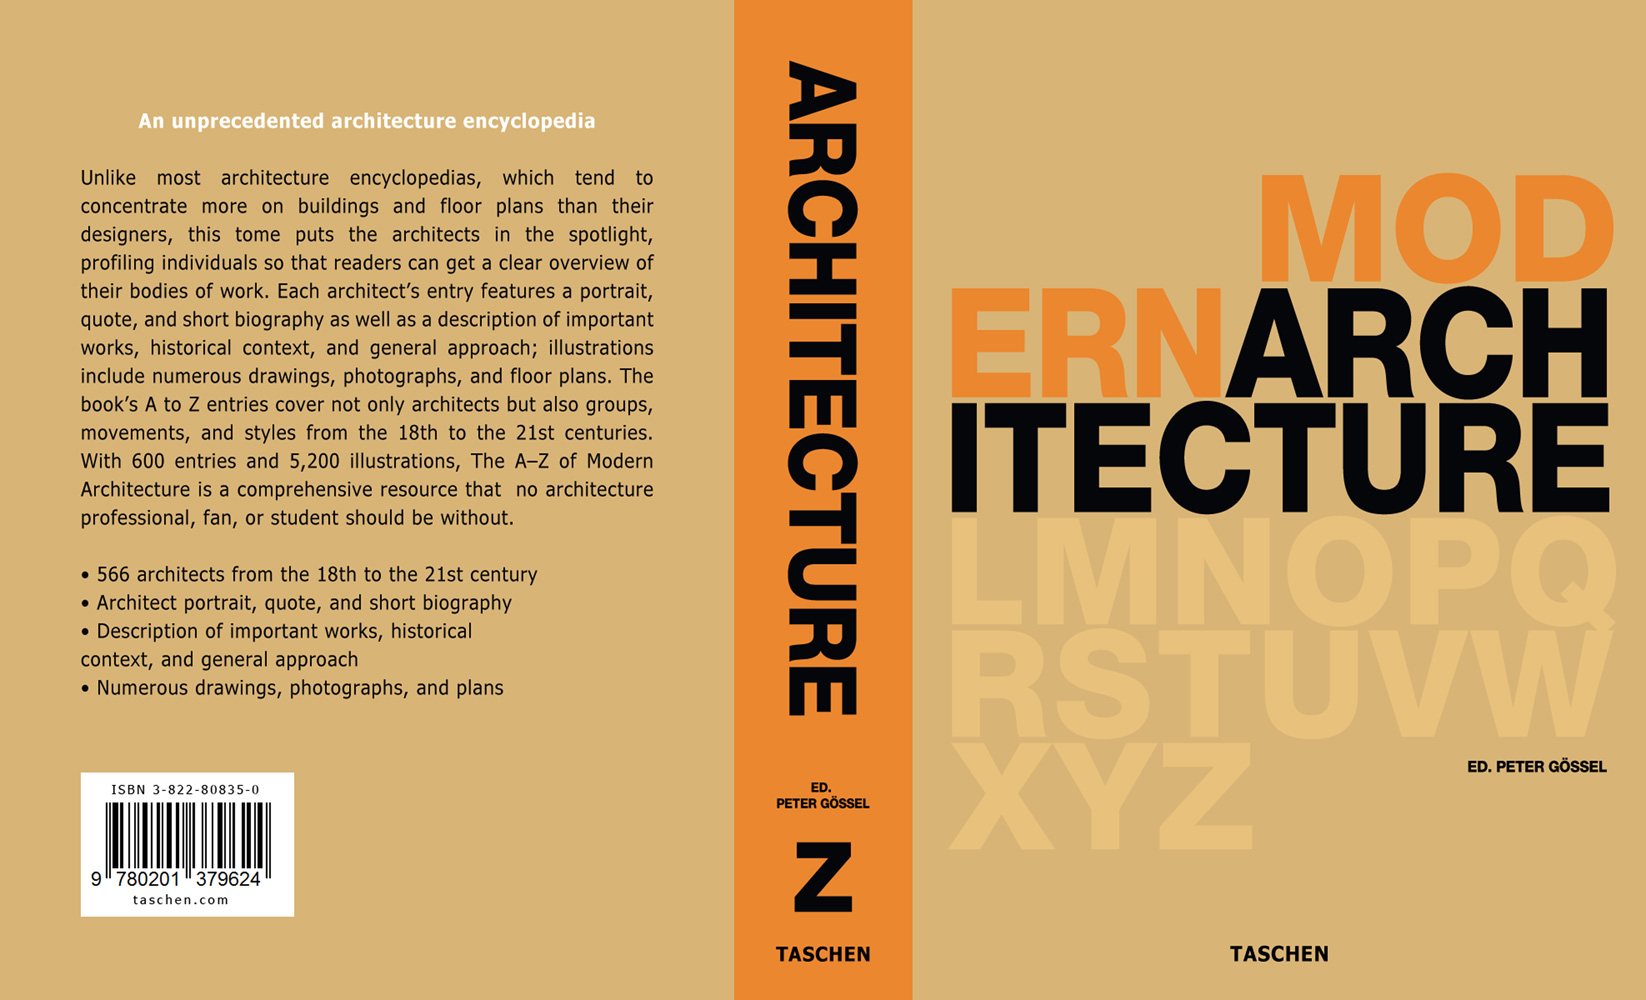 An unprecedented architecture encyclopedia
Unlike most architecture encyclopedias, which tend to
concentrate more on buildings and floor plans than their
designers, this tome puts the architects in the spotlight,
profiling individuals so that readers can get a clear overview of
their bodies of work. Each architect’s entry features a portrait,
quote, and short biography as well as a description of important
works, historical context, and general approach; illustrations
include numerous drawings, photographs, and floor plans. The
book’s A to Z entries cover not only architects but also groups,
movements, and styles from the 18th to the 21st centuries.
With 600 entries and 5,200 illustrations, The A–Z of Modern
Architecture is a comprehensive resource that no architecture
professional, fan, or student should be without.
• 566 architects from the 18th to the 21st century
• Architect portrait, quote, and short biography
• Description of important works, historical
context, and general approach
• Numerous drawings, photographs, and plans
ISBN 3-822-80835-0
9 780201 379624
taschen.com
ARCHITECTURE
ED.
PETER GÖSSEL
Z
TASCHEN
MOD
ERNARCH
ITECTURE
LMNOPQ
RSTUVW
XYZ
ED. PETER GÖSSEL
TASCHEN